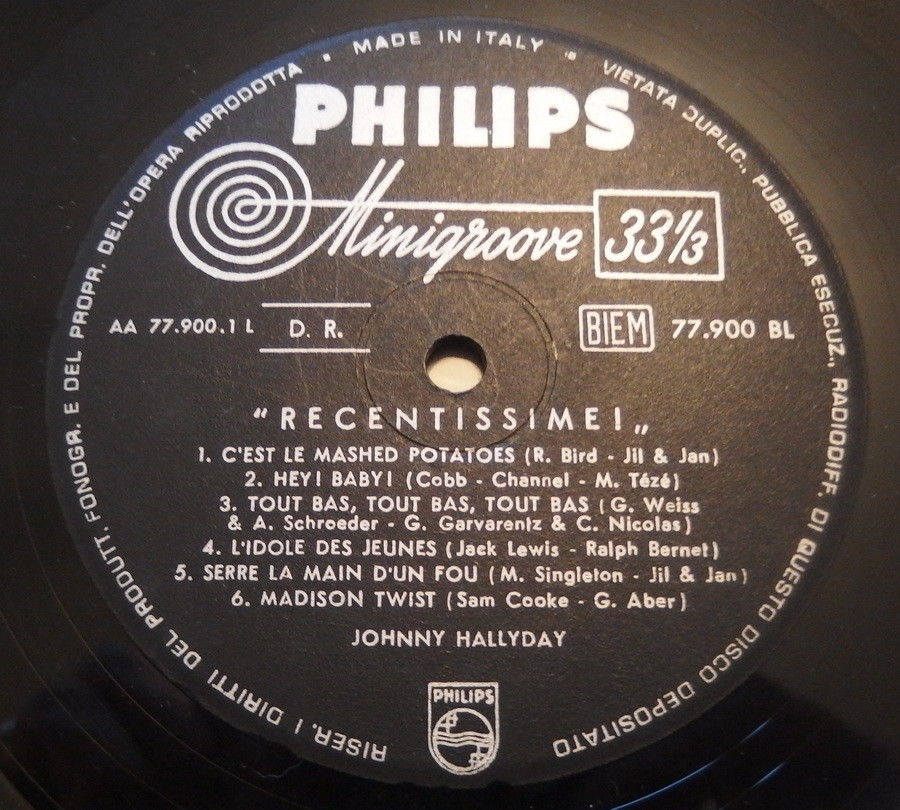 RISER. I DIRITTI DEL PRODUTT. FONOGR. E DEL PROPR. DELL'OPERA RIPRODOTTA • MADE IN ITALY • VIETATA DUPLIC., PUBBLICA ESECUZ., RADIODIFF. DI QUESTO DISCO DEPOSITATO
PHILIPS
Minigroove 33 1/3
AA 77.900.1 L D. R. BIEM 77.900 BL
"RECENTISSIME!„
1. C'EST LE MASHED POTATOES (R. Bird - Jil & Jan)
2. HEY! BABY! (Cobb - Channel - M. Tézé)
3. TOUT BAS, TOUT BAS, TOUT BAS (G. Weiss
& A. Schroeder - G. Garvarentz & C. Nicolas)
4. L'IDOLE DES JEUNES (Jack Lewis - Ralph Bernet)
5. SERRE LA MAIN D'UN FOU (M. Singleton - Jil & Jan)
6. MADISON TWIST (Sam Cooke - G. Aber)
JOHNNY HALLYDAY
PHILIPS